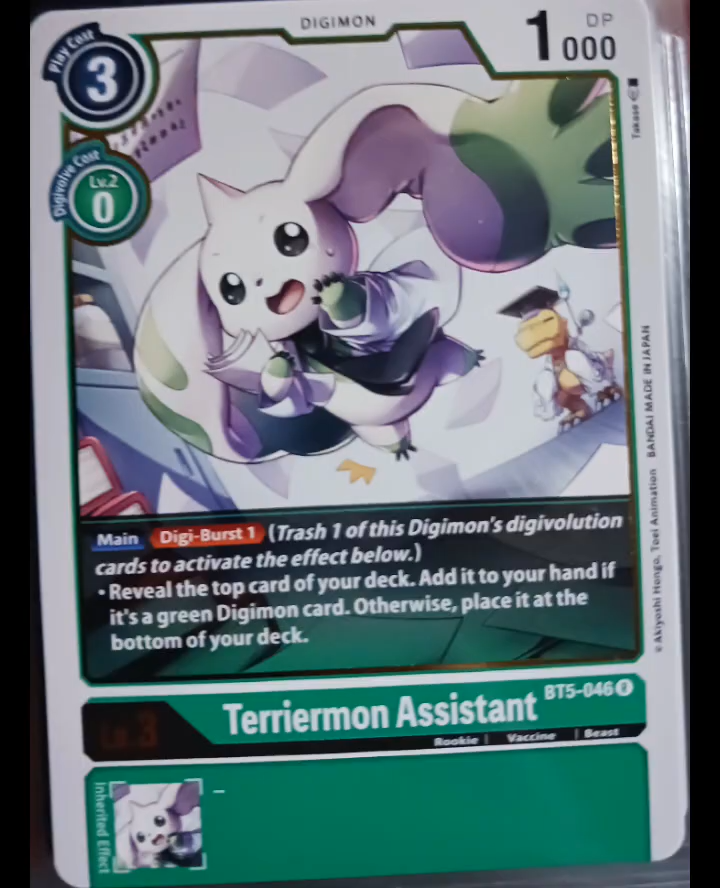 DIGIMON
Play Cost
3
1000
DP
Digivolve Cost
Lv.2
0
Takase
Main Digi-Burst 1 (Trash 1 of this Digimon's digivolution
cards to activate the effect below.)
・Reveal the top card of your deck. Add it to your hand if
it's a green Digimon card. Otherwise, place it at the
bottom of your deck.
©Akiyoshi Hongo, Toei Animation BANDAI MADE IN JAPAN
Lv.3
Terriermon Assistant
BT5-046 R
Rookie | Vaccine | Beast
Inherited Effect
–